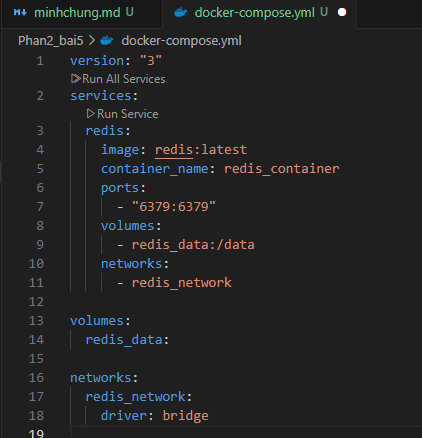 minhchung.md U
docker-compose.yml U
Phan2_bai5 > docker-compose.yml
1 version: "3"
Run All Services
2 services:
Run Service
3 redis:
4 image: redis:latest
5 container_name: redis_container
6 ports:
7 - "6379:6379"
8 volumes:
9 - redis_data:/data
10 networks:
11 - redis_network
12
13 volumes:
14 redis_data:
15
16 networks:
17 redis_network:
18 driver: bridge
19